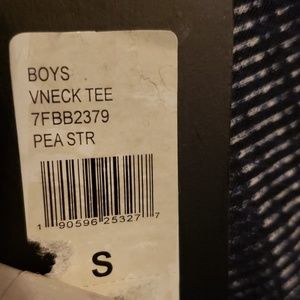 BOYS
VNECK TEE
7FBB2379
PEA STR
1 90596 25327 7
S